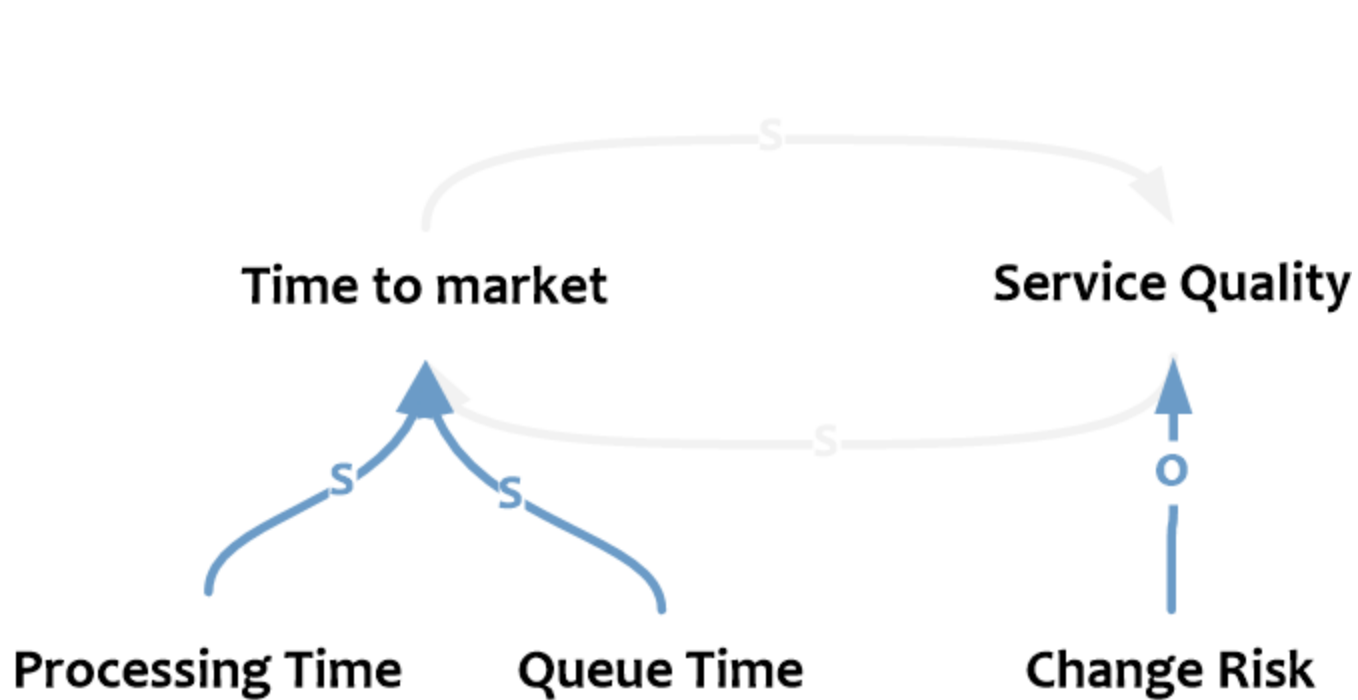 S
Time to market
Service Quality
S
O
S
S
Processing Time
Queue Time
Change Risk